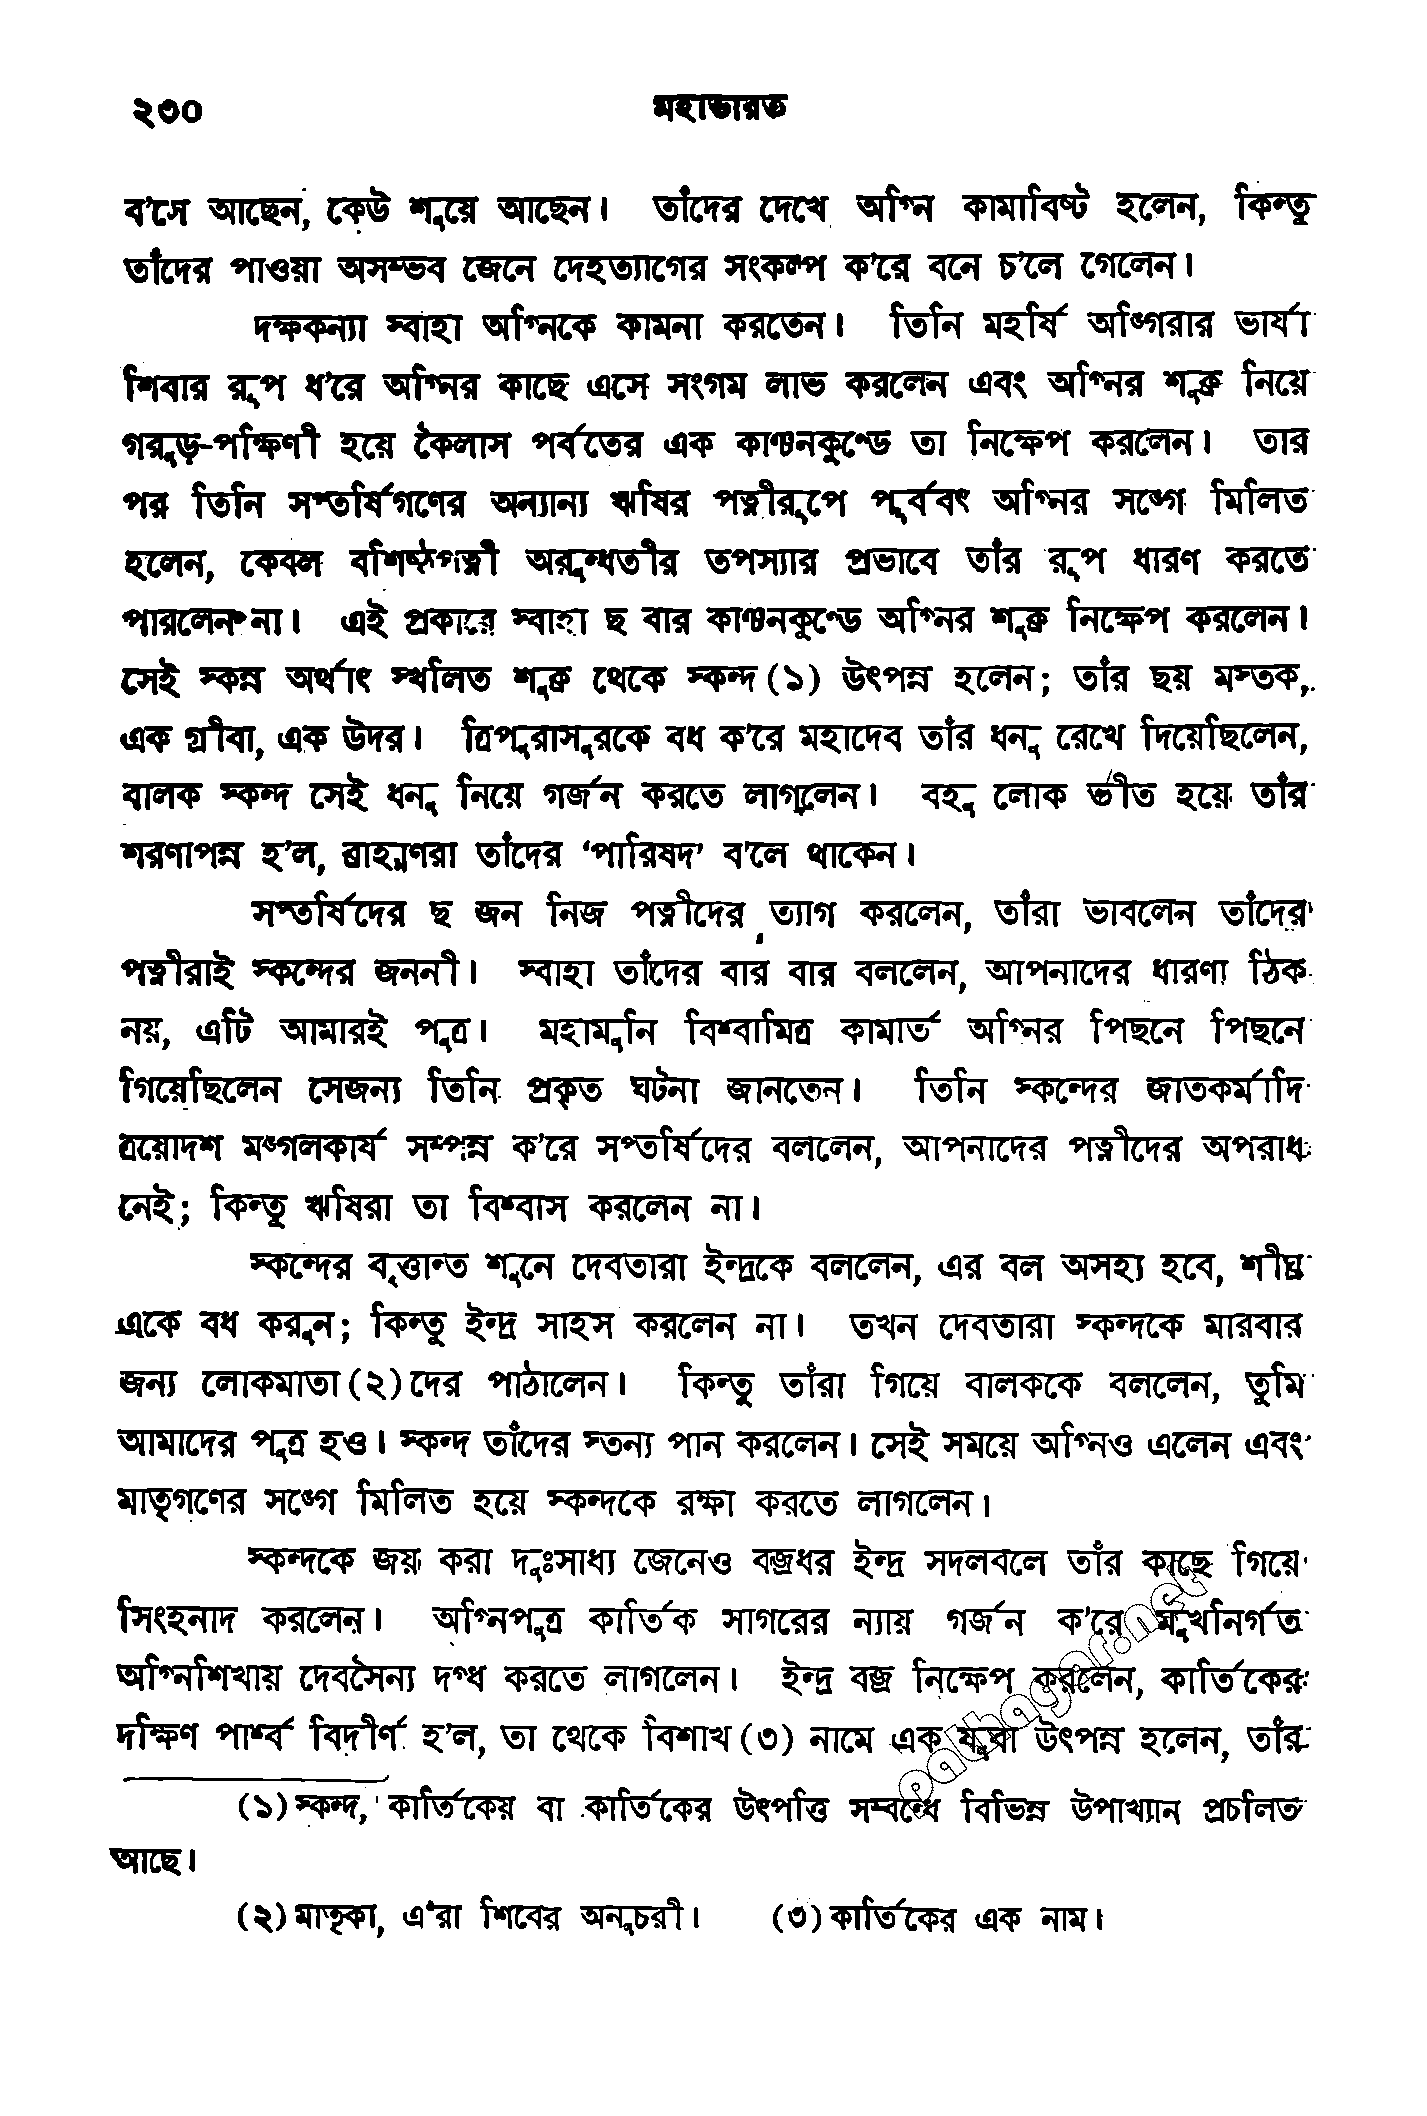 ২৩০ মহাভারত
ব'সে আছেন, কেউ শুয়ে আছেন। তাঁদের দেখে অগ্নি কামাবিষ্ট হলেন, কিন্তু
তাঁদের পাওয়া অসম্ভব জেনে দেহত্যাগের সংকল্প ক'রে বনে চ'লে গেলেন।
দক্ষকন্যা স্বাহা অগ্নিকে কামনা করতেন। তিনি মহর্ষি অঙ্গিরার ভার্যা
শিবার রূপ ধ'রে অগ্নির কাছে এসে সংগম লাভ করলেন এবং অগ্নির শুক্র নিয়ে
গরুড়-পক্ষিণী হয়ে কৈলাস পর্বতের এক কাঞ্চনকুণ্ডে তা নিক্ষেপ করলেন। তার
পর তিনি সপ্তর্ষিগণের অন্যান্য ঋষির পত্নীরূপে পূর্ববৎ অগ্নির সঙ্গে মিলিত
হলেন, কেবল বশিষ্ঠপত্নী অরুন্ধতীর তপস্যার প্রভাবে তাঁর রূপ ধারণ করতে
পারলেন না। এই প্রকারে স্বাহা ছ বার কাঞ্চনকুণ্ডে অগ্নির শুক্র নিক্ষেপ করলেন।
সেই স্কন্ন অর্থাৎ স্খলিত শুক্র থেকে স্কন্দ(১) উৎপন্ন হলেন; তাঁর ছয় মস্তক,
এক গ্রীবা, এক উদর। ত্রিপুরাসুরকে বধ ক'রে মহাদেব তাঁর ধনু রেখে দিয়েছিলেন,
বালক স্কন্দ সেই ধনু নিয়ে গর্জন করতে লাগলেন। বহু লোক ভীত হয়ে তাঁর
শরণাপন্ন হ'ল, ব্রাহ্মণরা তাঁদের ‘পারিষদ’ ব'লে থাকেন।
সপ্তর্ষিদের ছ জন নিজ পত্নীদের ত্যাগ করলেন, তাঁরা ভাবলেন তাঁদের
পত্নীরাই স্কন্দের জননী। স্বাহা তাঁদের বার বার বললেন, আপনাদের ধারণা ঠিক
নয়, এটি আমারই পুত্র। মহামুনি বিশ্বামিত্র কামার্ত অগ্নির পিছনে পিছনে
গিয়েছিলেন সেজন্য তিনি প্রকৃত ঘটনা জানতেন। তিনি স্কন্দের জাতকর্মাদি
ত্রয়োদশ মঙ্গলকার্য সম্পন্ন ক'রে সপ্তর্ষিদের বললেন, আপনাদের পত্নীদের অপরাধ
নেই; কিন্তু ঋষিরা তা বিশ্বাস করলেন না।
স্কন্দের বৃত্তান্ত শুনে দেবতারা ইন্দ্রকে বললেন, এর বল অসহ্য হবে, শীঘ্র
একে বধ করুন; কিন্তু ইন্দ্র সাহস করলেন না। তখন দেবতারা স্কন্দকে মারবার
জন্য লোকমাতা(২)দের পাঠালেন। কিন্তু তাঁরা গিয়ে বালককে বললেন, তুমি
আমাদের পুত্র হও। স্কন্দ তাঁদের স্তন্য পান করলেন। সেই সময়ে অগ্নিও এলেন এবং
মাতৃগণের সঙ্গে মিলিত হয়ে স্কন্দকে রক্ষা করতে লাগলেন।
স্কন্দকে জয় করা দুঃসাধ্য জেনেও বজ্রধর ইন্দ্র সদলবলে তাঁর কাছে গিয়ে
সিংহনাদ করলেন। অগ্নিপুত্র কার্তিক সাগরের ন্যায় গর্জন ক'রে মুখনির্গত
অগ্নিশিখায় দেবসৈন্য দগ্ধ করতে লাগলেন। ইন্দ্র বজ্র নিক্ষেপ করলেন, কার্তিকের
দক্ষিণ পার্শ্ব বিদীর্ণ হ'ল, তা থেকে বিশাখ(৩) নামে এক যুবা উৎপন্ন হলেন, তাঁর
(১) স্কন্দ, কার্তিকেয় বা কার্তিকের উৎপত্তি সম্বন্ধে বিভিন্ন উপাখ্যান প্রচলিত
আছে।
(২) মাতৃকা, এ'রা শিবের অনুচরী। (৩) কার্তিকের এক নাম।
pathagar.net